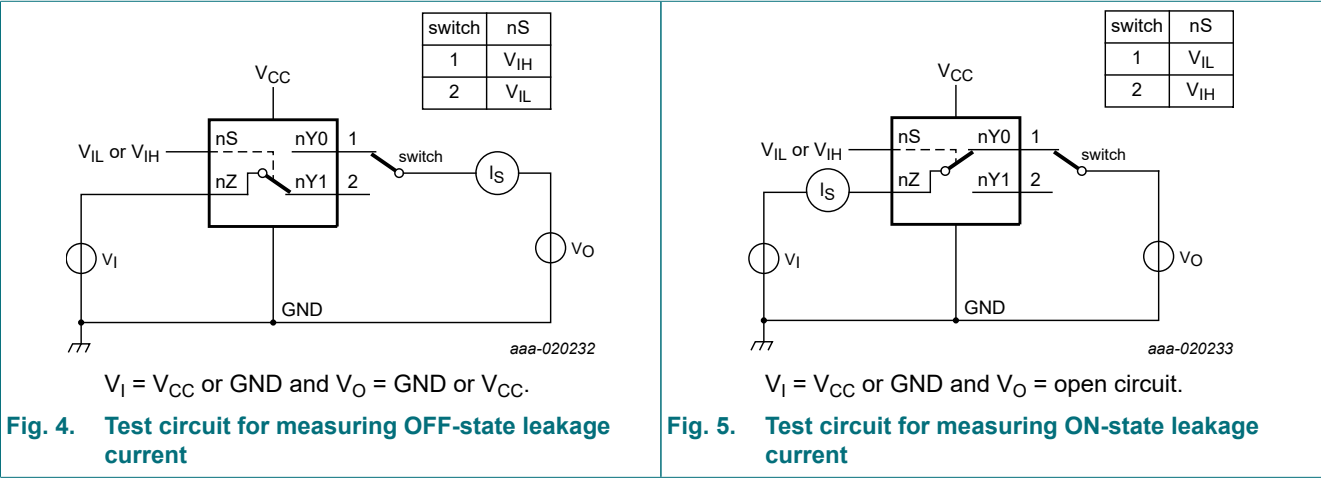 switch nS
1 VIH
2 VIL
VCC
VIL or VIH
nS
nY0
1
switch
IS
nZ
nY1
2
VI
VO
GND
aaa-020232
VI = VCC or GND and VO = GND or VCC.
Fig. 4. Test circuit for measuring OFF-state leakage
current
switch nS
1 VIL
2 VIH
VCC
VIL or VIH
nS
nY0
1
switch
IS
nZ
nY1
2
VI
VO
GND
aaa-020233
VI = VCC or GND and VO = open circuit.
Fig. 5. Test circuit for measuring ON-state leakage
current